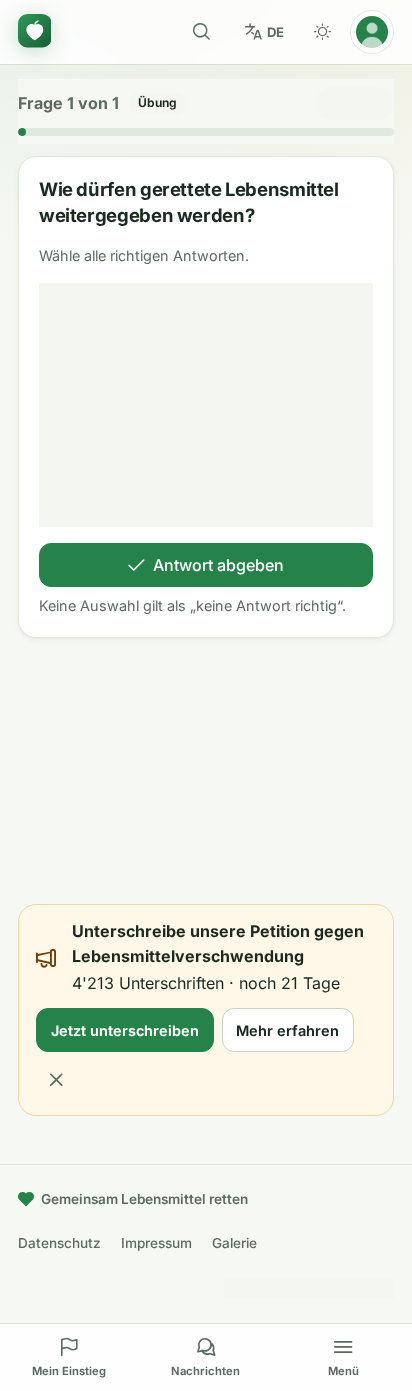 DE
Frage 1 von 1 Übung
Wie dürfen gerettete Lebensmittel
weitergegeben werden?
Wähle alle richtigen Antworten.
Antwort abgeben
Keine Auswahl gilt als „keine Antwort richtig“.
Unterschreibe unsere Petition gegen
Lebensmittelverschwendung
4'213 Unterschriften · noch 21 Tage
Jetzt unterschreiben Mehr erfahren
Gemeinsam Lebensmittel retten
Datenschutz Impressum Galerie
Mein Einstieg Nachrichten Menü